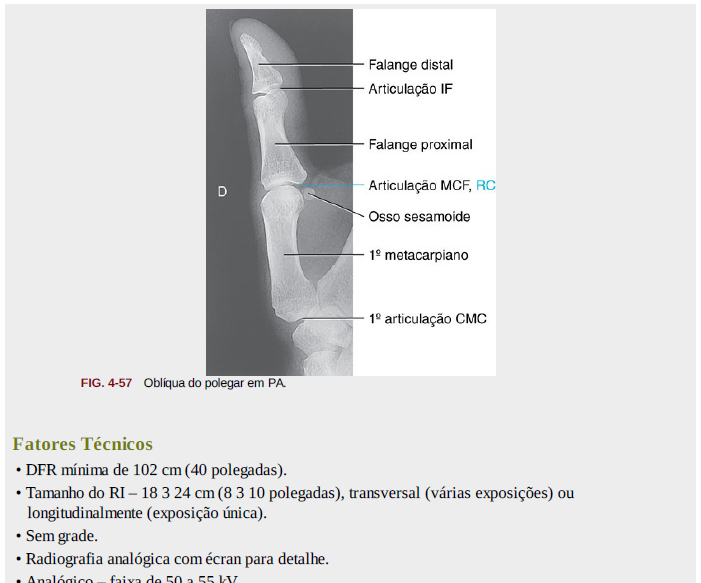 Falange distal
Articulação IF
Falange proximal
D
Articulação MCF, RC
Osso sesamoide
1º metacarpiano
1º articulação CMC
FIG. 4-57 Oblíqua do polegar em PA.
Fatores Técnicos
• DFR mínima de 102 cm (40 polegadas).
• Tamanho do RI – 18 3 24 cm (8 3 10 polegadas), transversal (várias exposições) ou
longitudinalmente (exposição única).
• Sem grade.
• Radiografia analógica com écran para detalhe.
• Analógico – faixa de 50 a 55 kV.